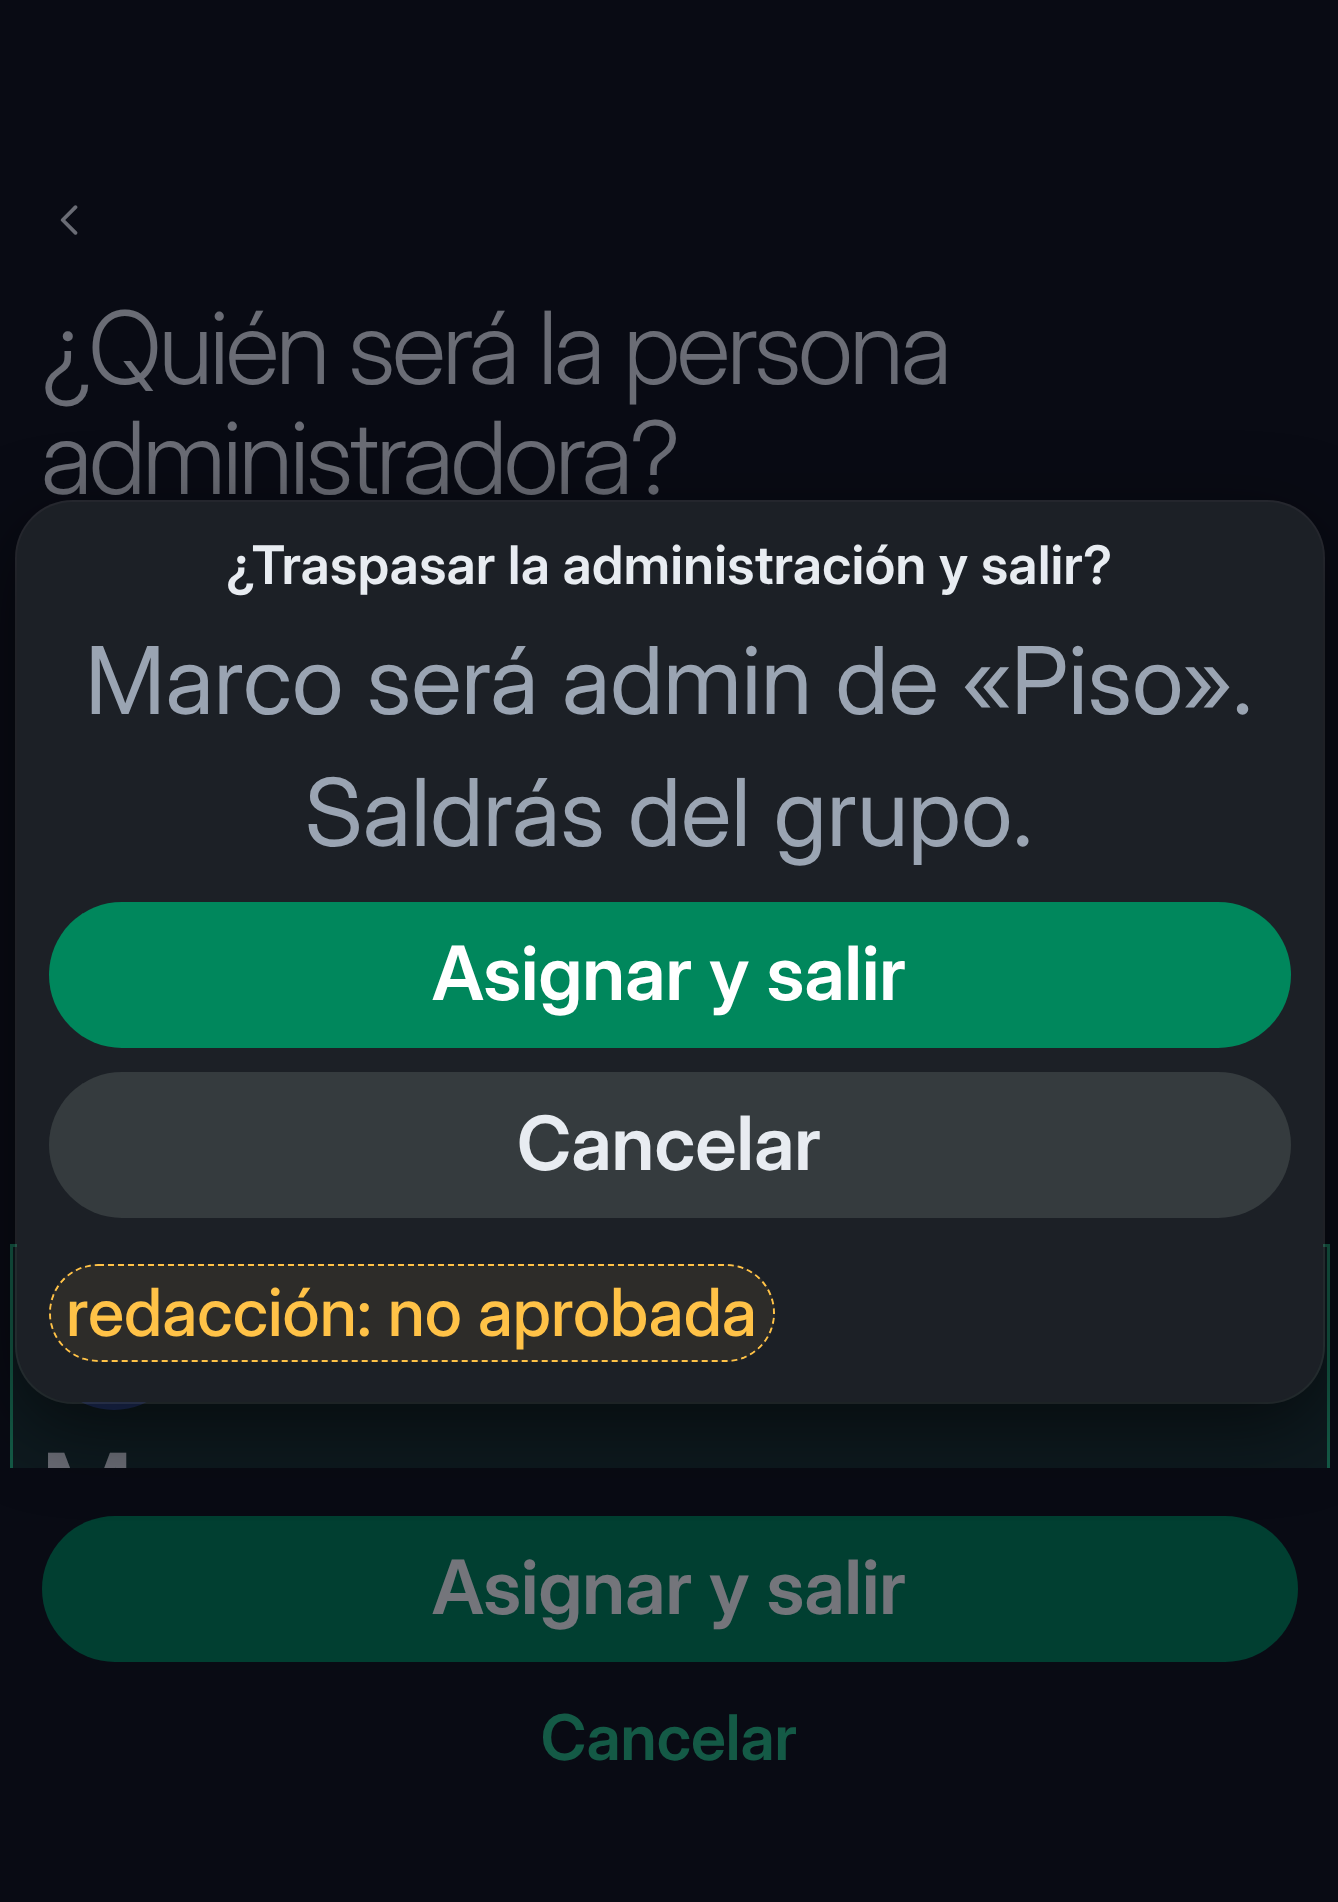 ¿Quién será la persona
administradora?
¿Traspasar la administración y salir?
Marco será admin de «Piso».
Saldrás del grupo.
Asignar y salir
Cancelar
redacción: no aprobada
Asignar y salir
Cancelar